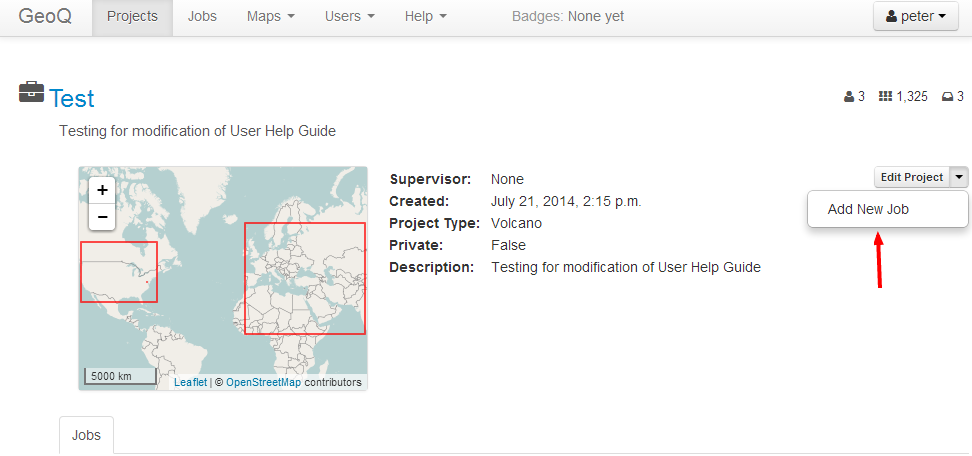 GeoQ Projects Jobs Maps Users Help Badges: None yet peter
Test 3 1,325 3
Testing for modification of User Help Guide
+
−
5000 km
Leaflet | © OpenStreetMap contributors
Supervisor: None
Created: July 21, 2014, 2:15 p.m.
Project Type: Volcano
Private: False
Description: Testing for modification of User Help Guide
Edit Project
Add New Job
Jobs